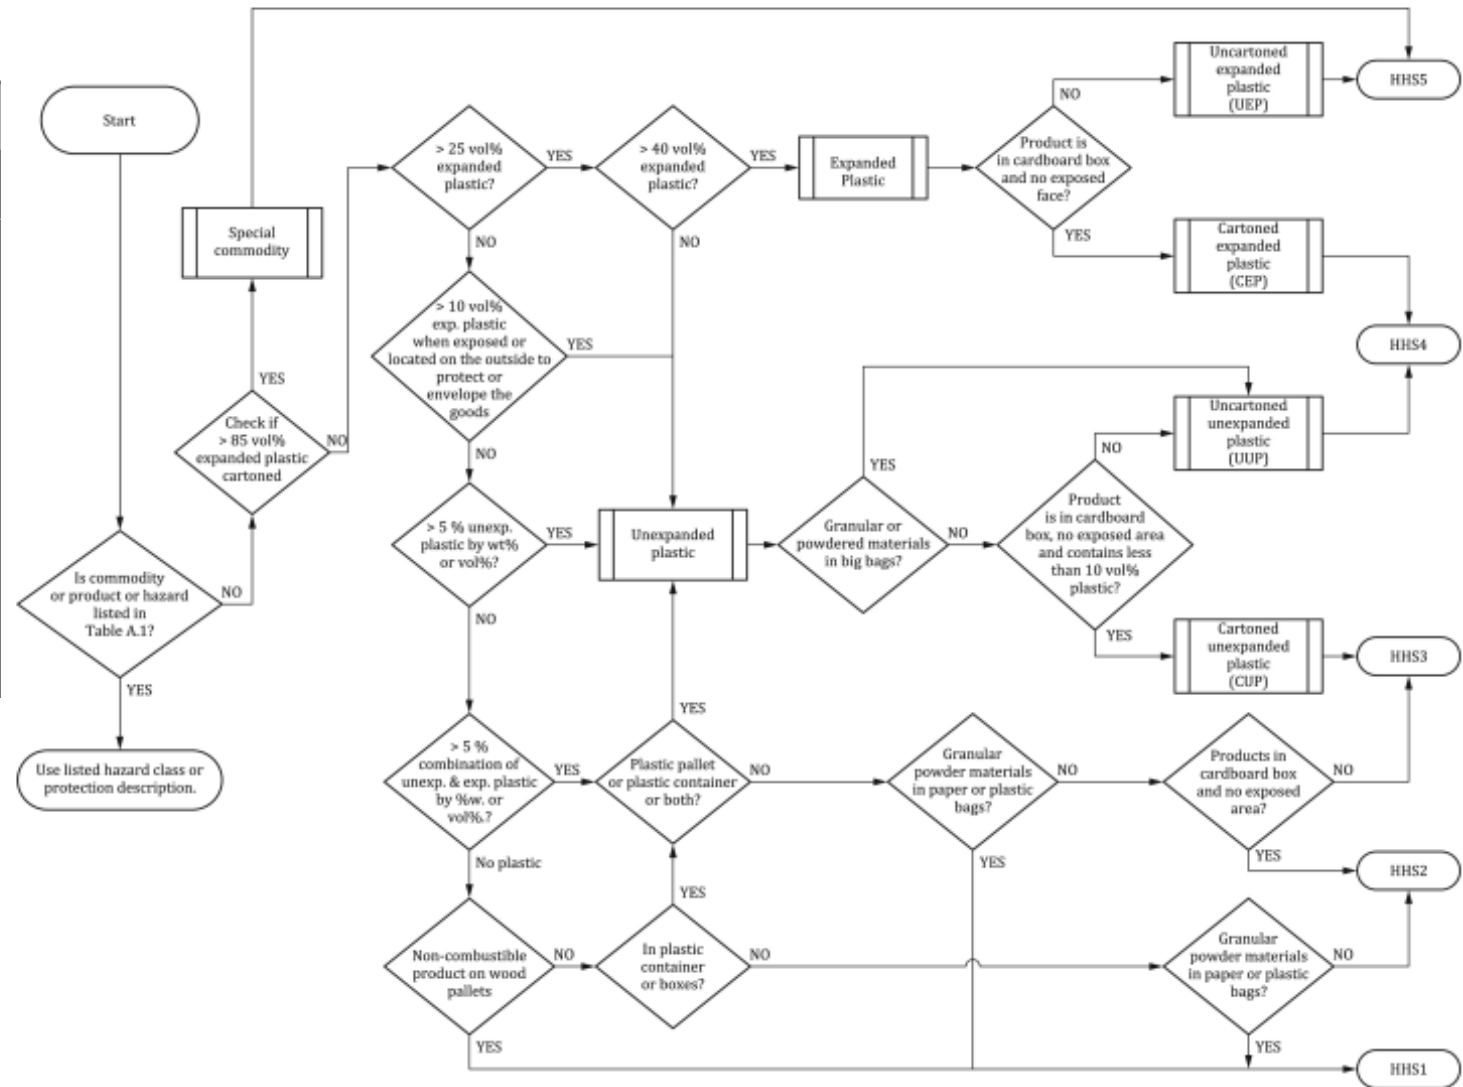 Start
Is commodity
or product or hazard
listed in
Table A.1?
NO
YES
Use listed hazard class or
protection description.
Special
commodity
YES
Check if
> 85 vol%
expanded plastic
cartoned
NO
> 25 vol%
expanded
plastic?
YES
NO
> 10 vol%
exp. plastic
when exposed or
located on the outside to
protect or
envelope the
goods
YES
NO
> 5 % unexp.
plastic by wt%
or vol%?
YES
NO
> 5 %
combination of
unexp. & exp. plastic
by %w. or
vol%.?
YES
No plastic
Non-combustible
product on wood
pallets
NO
YES
> 40 vol%
expanded
plastic?
YES
NO
Unexpanded
plastic
YES
Plastic pallet
or plastic container
or both?
NO
YES
In plastic
container
or boxes?
NO
Expanded
Plastic
Product is
in cardboard box
and no exposed
face?
NO
YES
YES
Granular or
powdered materials
in big bags?
NO
NO
Product
is in cardboard
box, no exposed area
and contains less
than 10 vol%
plastic?
YES
Granular
powder materials
in paper or plastic
bags?
NO
YES
Uncartoned
expanded
plastic
(UEP)
Cartoned
expanded
plastic
(CEP)
Uncartoned
unexpanded
plastic
(UUP)
Cartoned
unexpanded
plastic
(CUP)
Products in
cardboard box
and no exposed
area?
NO
YES
Granular
powder materials
in paper or plastic
bags?
NO
YES
HHS5
HHS4
HHS3
HHS2
HHS1